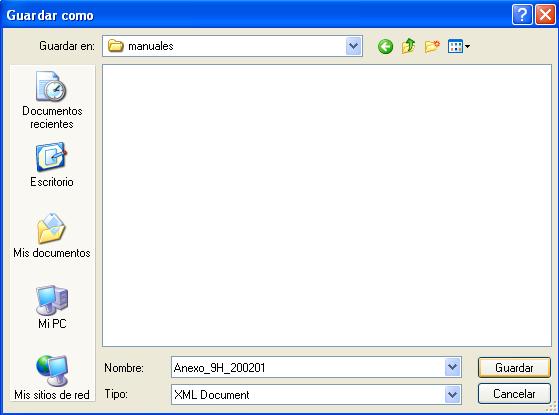 Guardar como
Guardar en: manuales
Documentos
recientes
Escritorio
Mis documentos
Mi PC
Mis sitios de red
Nombre: Anexo_9H_200201 Guardar
Tipo: XML Document Cancelar